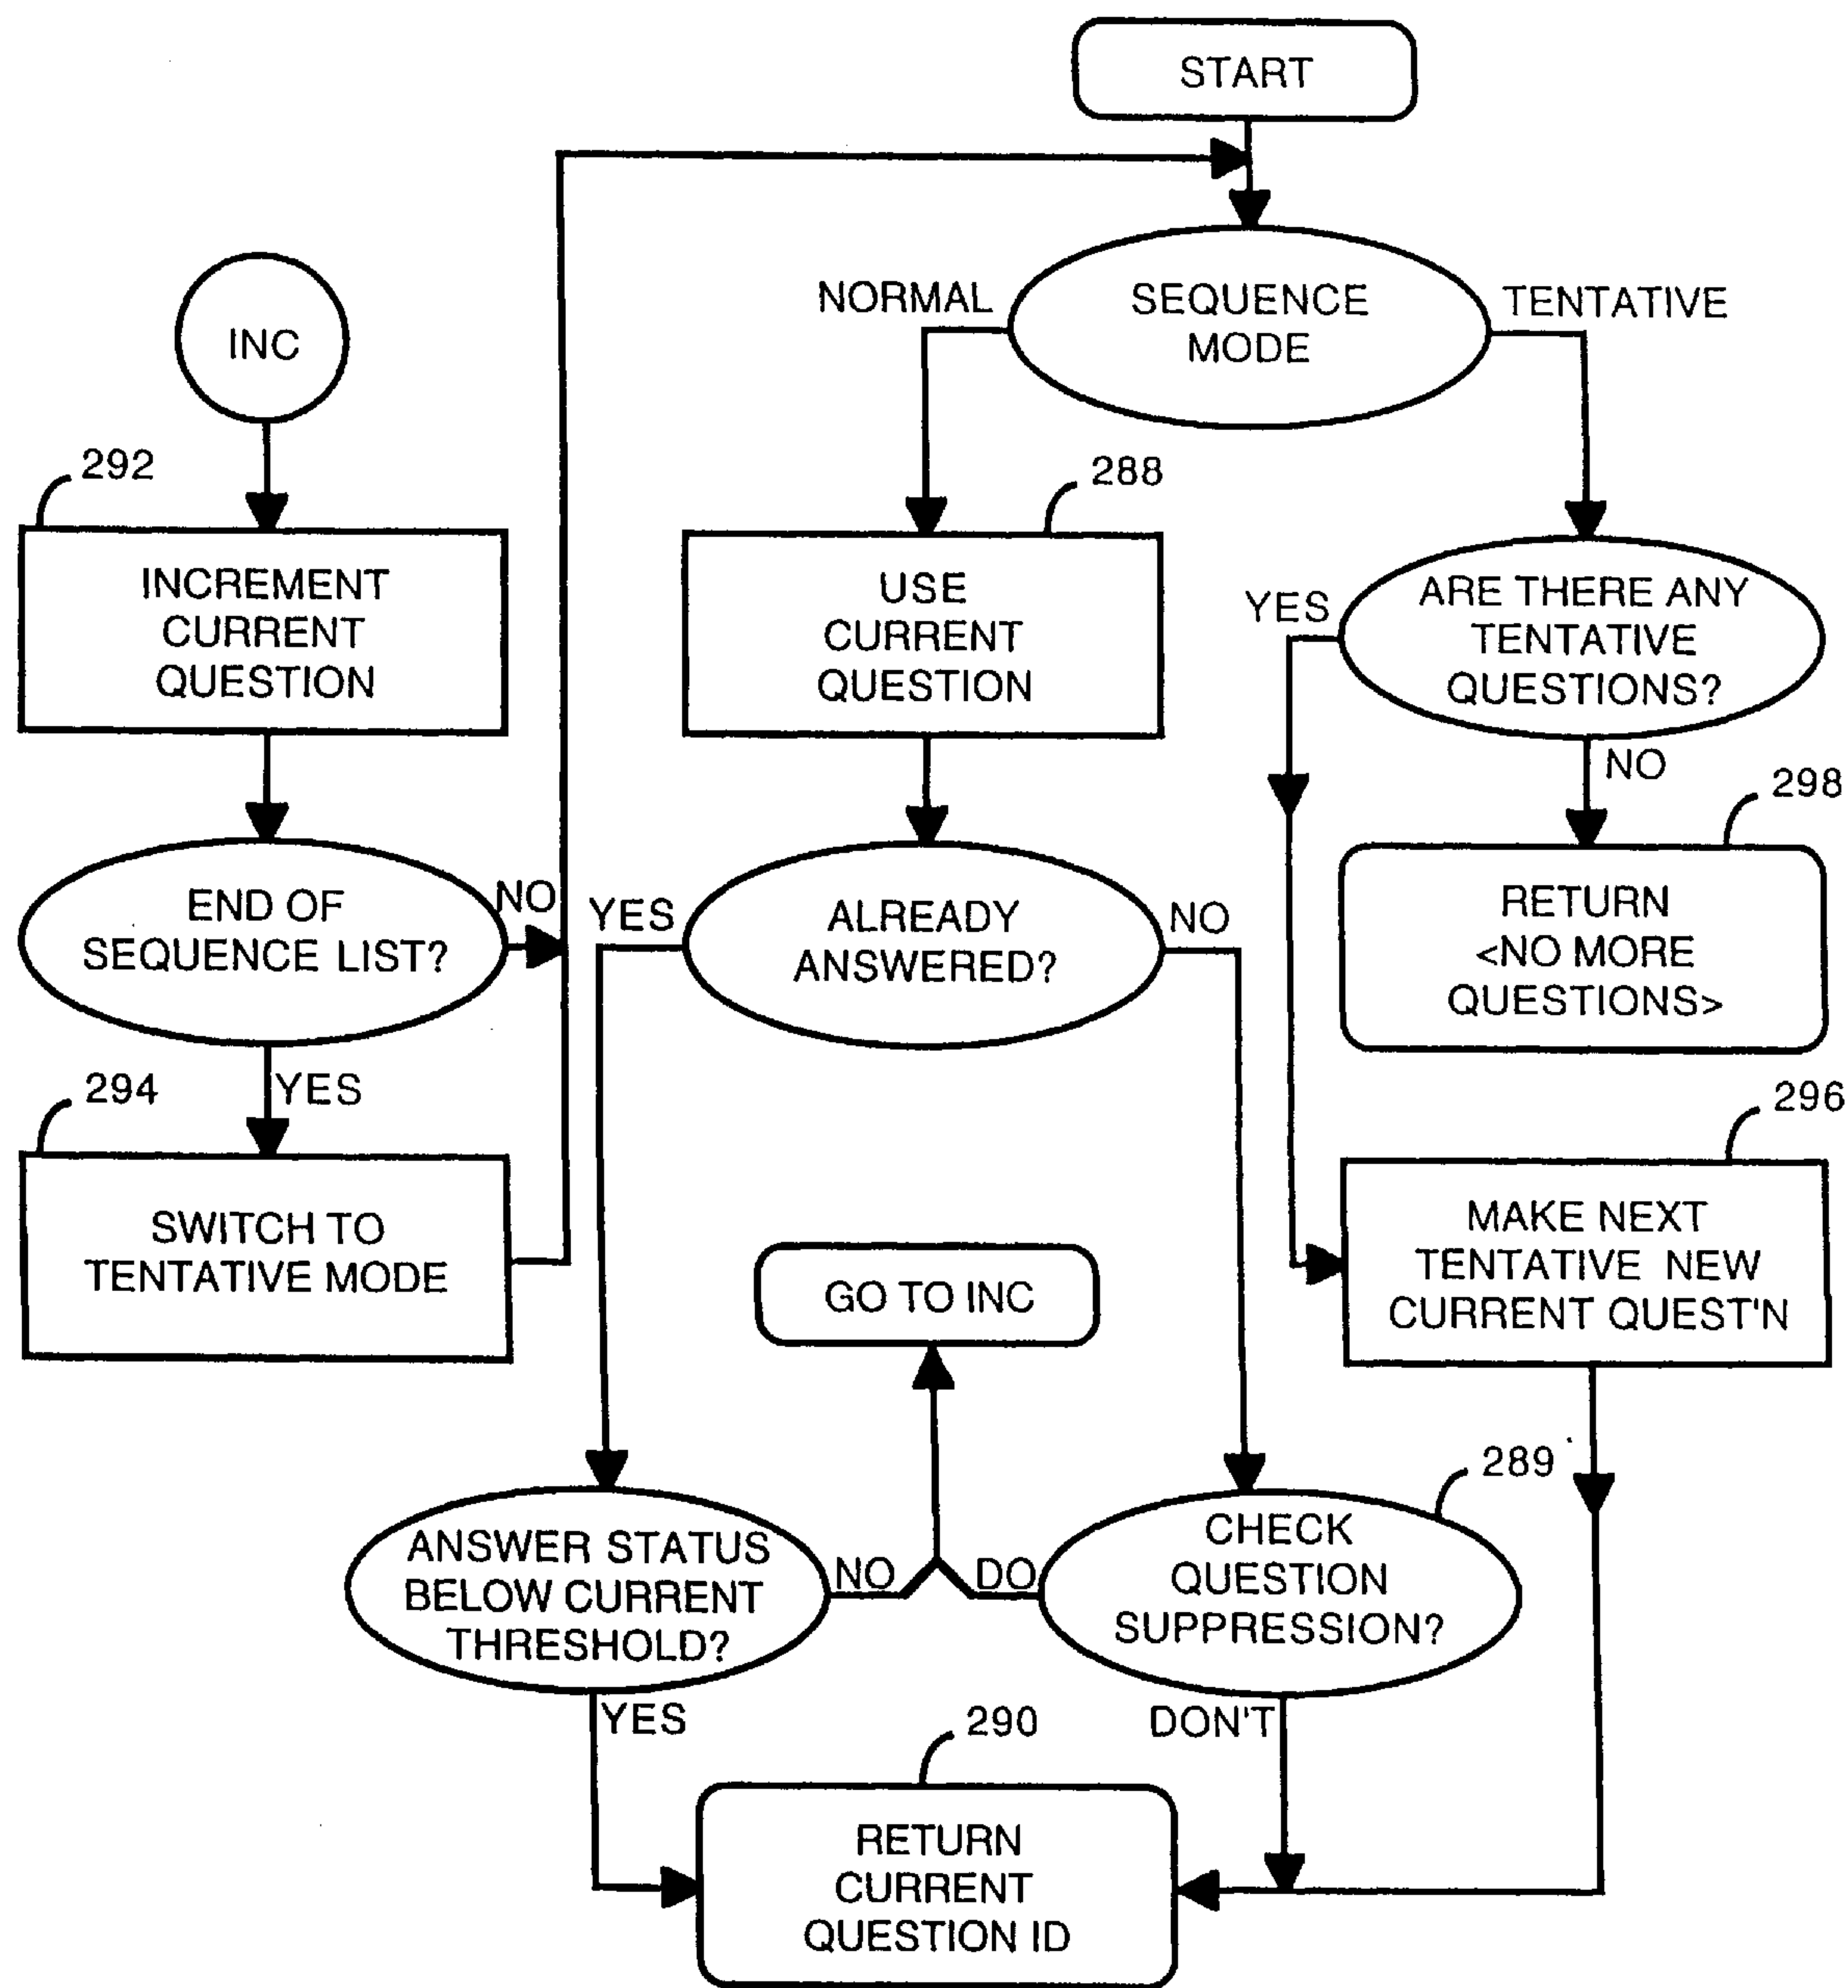 START
NORMAL
SEQUENCE
MODE
TENTATIVE
INC
292
INCREMENT
CURRENT
QUESTION
288
USE
CURRENT
QUESTION
YES
ARE THERE ANY
TENTATIVE
QUESTIONS?
NO
298
RETURN
<NO MORE
QUESTIONS>
END OF
SEQUENCE LIST?
NO
YES
ALREADY
ANSWERED?
NO
YES
294
SWITCH TO
TENTATIVE MODE
296
MAKE NEXT
TENTATIVE NEW
CURRENT QUEST'N
GO TO INC
ANSWER STATUS
BELOW CURRENT
THRESHOLD?
NO
DO
289
CHECK
QUESTION
SUPPRESSION?
YES
DON'T
290
RETURN
CURRENT
QUESTION ID